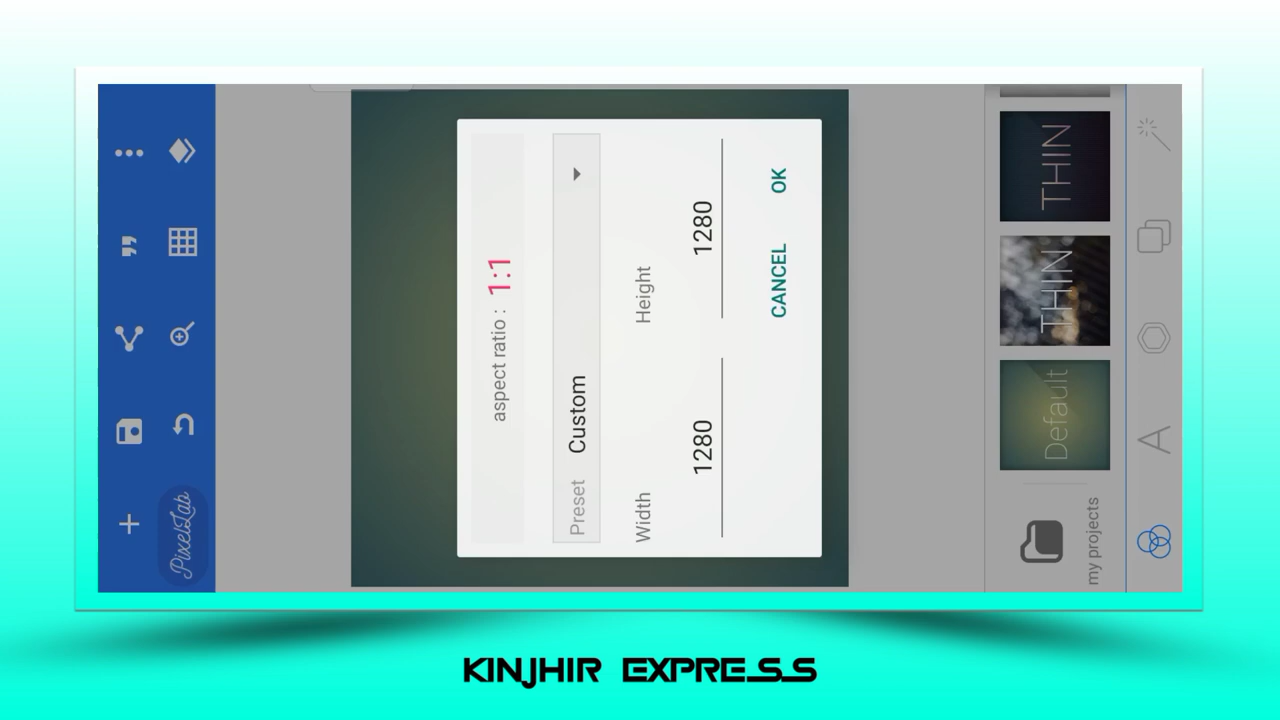 PixelLab
aspect ratio : 1:1
Preset Custom
Width Height
1280 1280
CANCEL OK
my projects
Default
THIN
THIN
KINJHIR EXPRESS